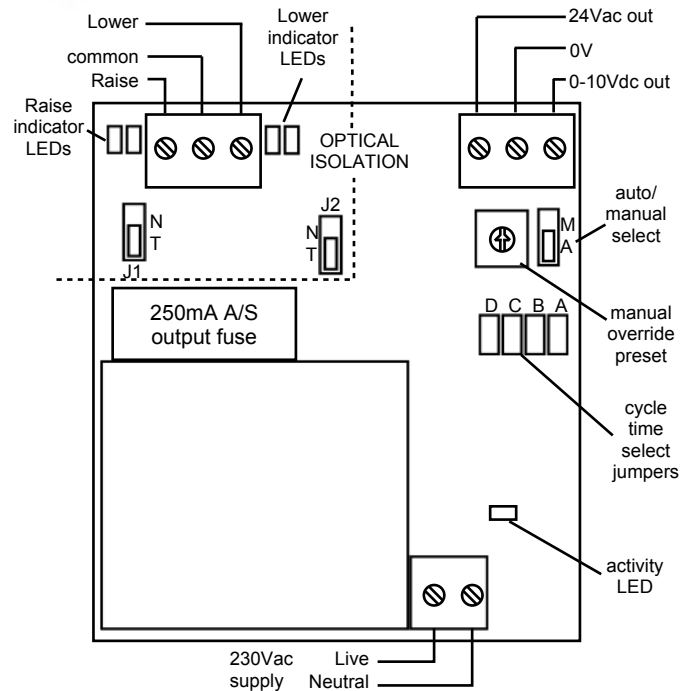 Lower
common
Raise
Lower
indicator
LEDs
24Vac out
0V
0-10Vdc out
Raise
indicator
LEDs
OPTICAL
ISOLATION
auto/
manual
select
J2
N
T
J1
N
T
M
A
250mA A/S
output fuse
D C B A
manual
override
preset
cycle
time
select
jumpers
activity
LED
230Vac
supply
Live
Neutral